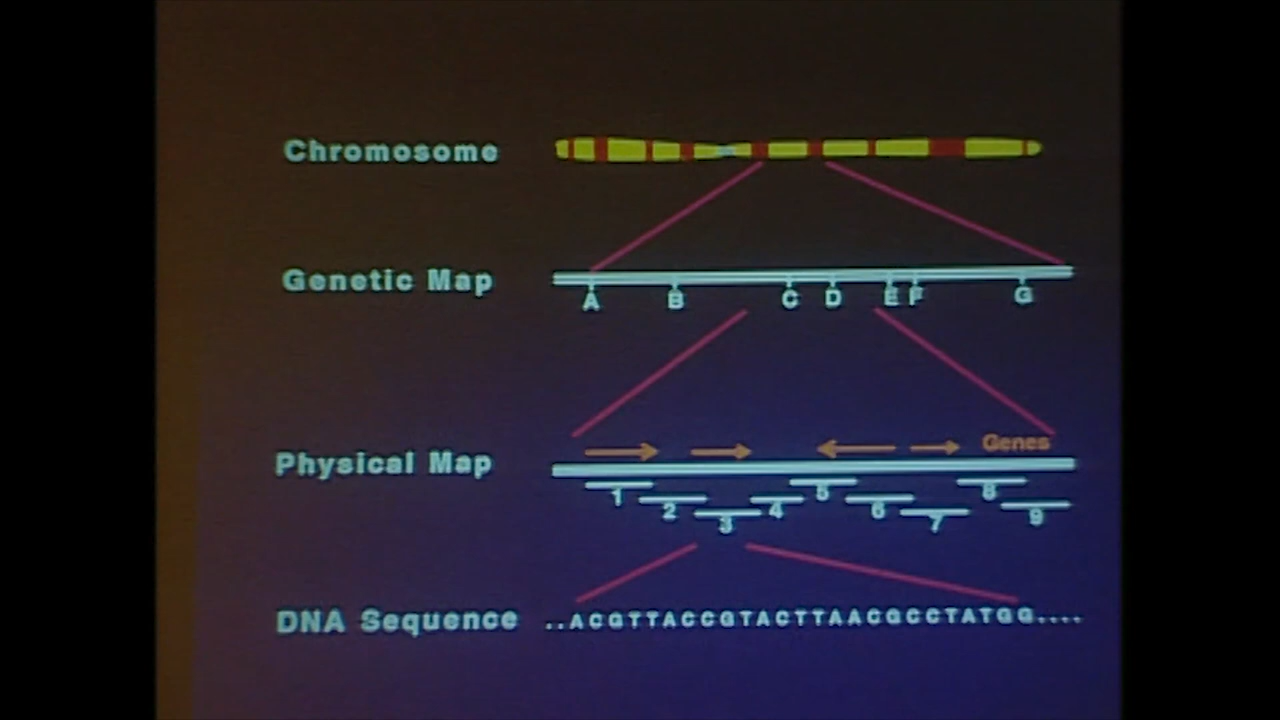 Chromosome
Genetic Map
A B C D E F G
Genes
Physical Map
1 2 3 4 5 6 7 8 9
DNA Sequence ..ACGTTACCGTACTTAACGCCTATGG....